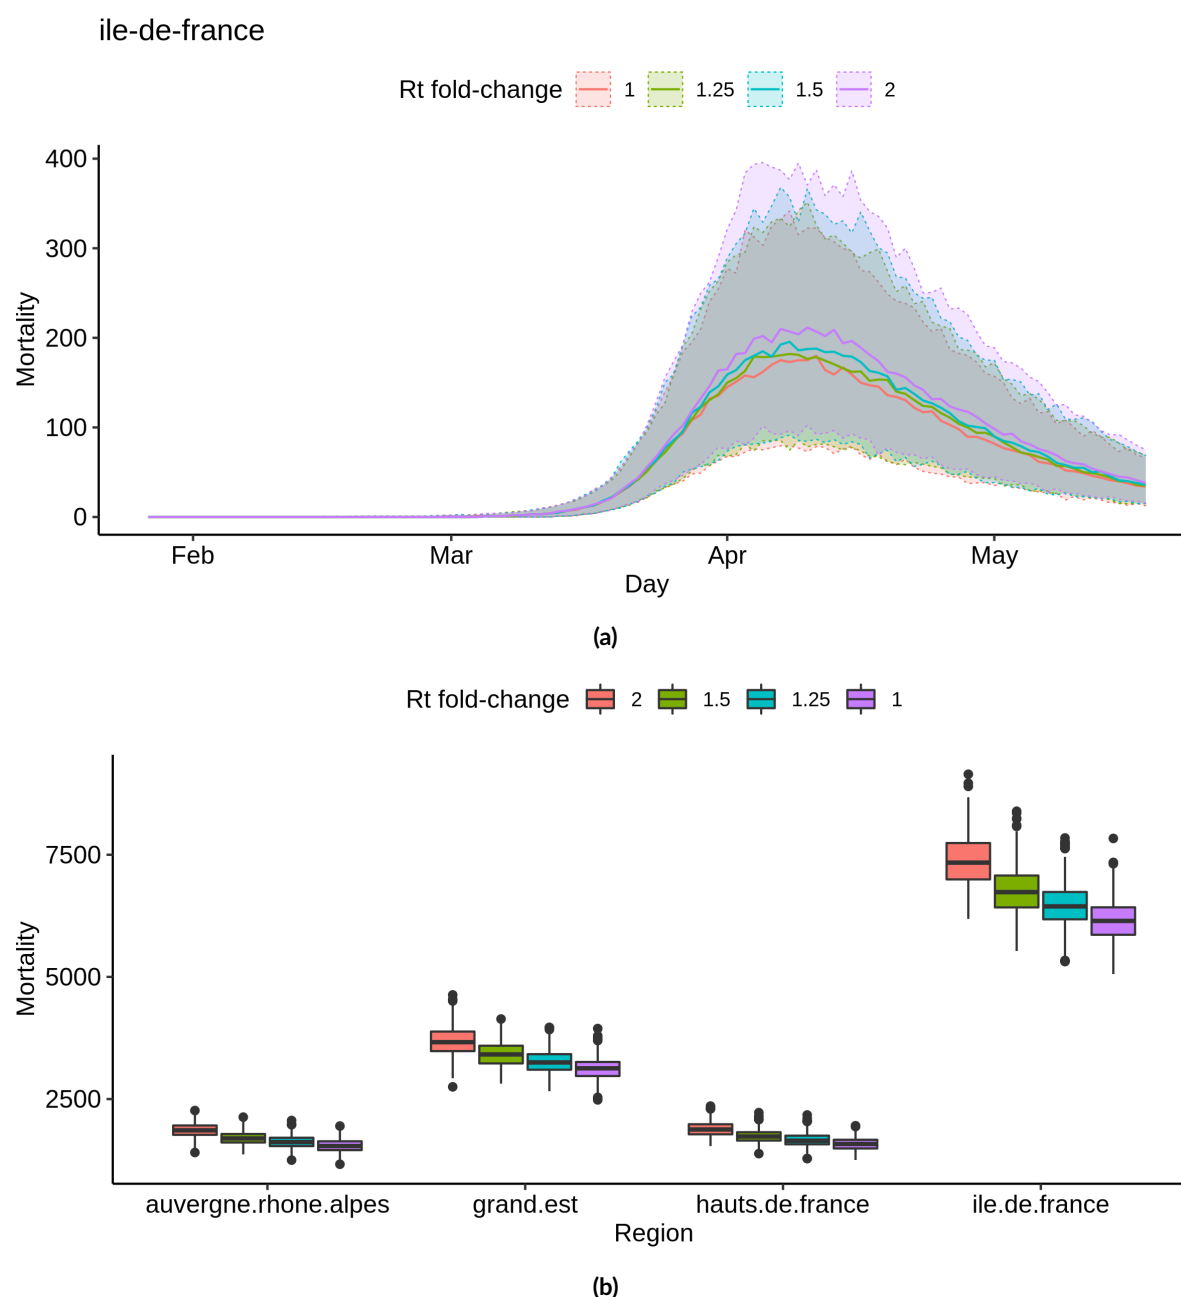 ile-de-france
Rt fold-change 1 1.25 1.5 2
400
300
200
100
0
Mortality
Feb Mar Apr May
Day
(a)
Rt fold-change 2 1.5 1.25 1
7500
5000
2500
Mortality
auvergne.rhone.alpes grand.est hauts.de.france ile.de.france
Region
(b)